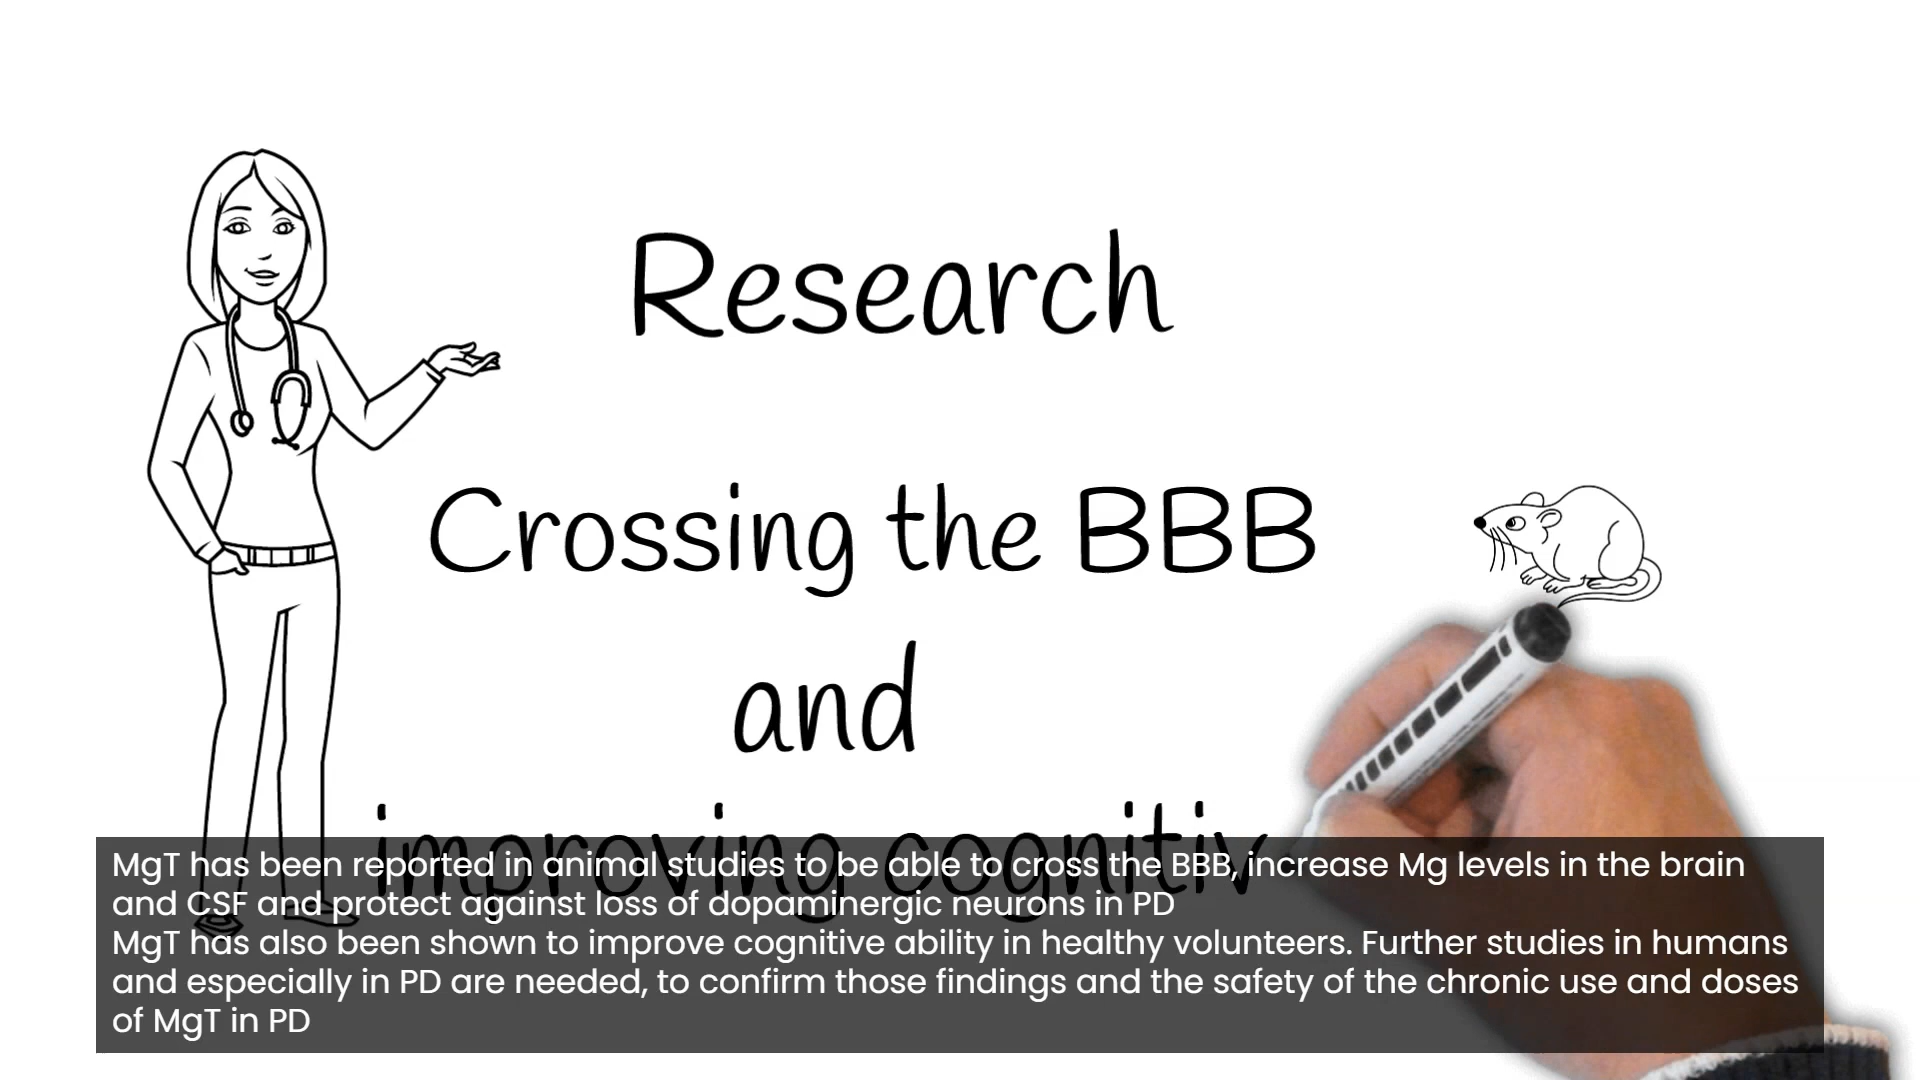 Research
Crossing the BBB
and
improving cognitiv
MgT has been reported in animal studies to be able to cross the BBB, increase Mg levels in the brain
and CSF and protect against loss of dopaminergic neurons in PD
MgT has also been shown to improve cognitive ability in healthy volunteers. Further studies in humans
and especially in PD are needed, to confirm those findings and the safety of the chronic use and doses
of MgT in PD